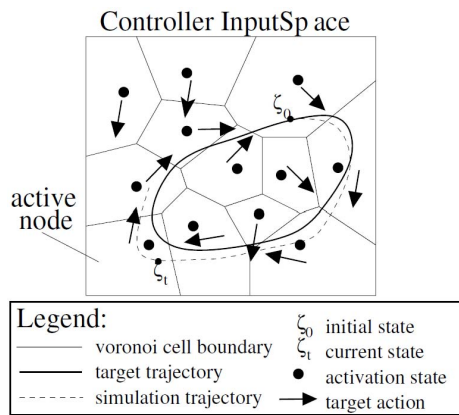 Controller InputSp ace
ζ0
active
node
ζt
Legend:
voronoi cell boundary
target trajectory
simulation trajectory
ζ0 initial state
ζt current state
activation state
target action